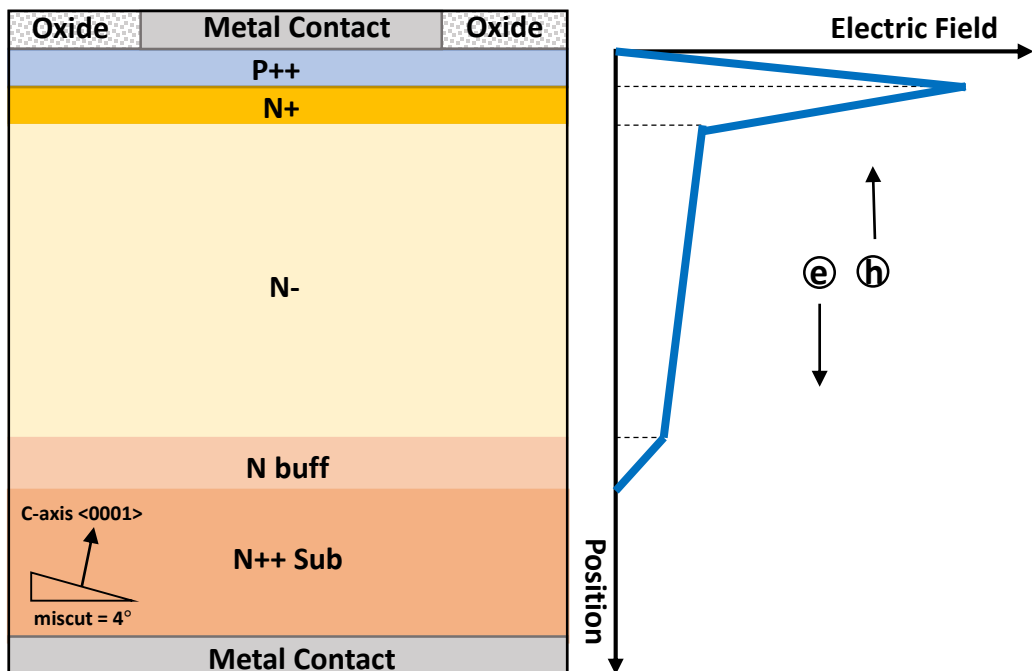 Oxide
Metal Contact
Oxide
P++
N+
N-
N buff
C-axis <0001>
N++ Sub
miscut = 4°
Metal Contact
Electric Field
e
h
Position